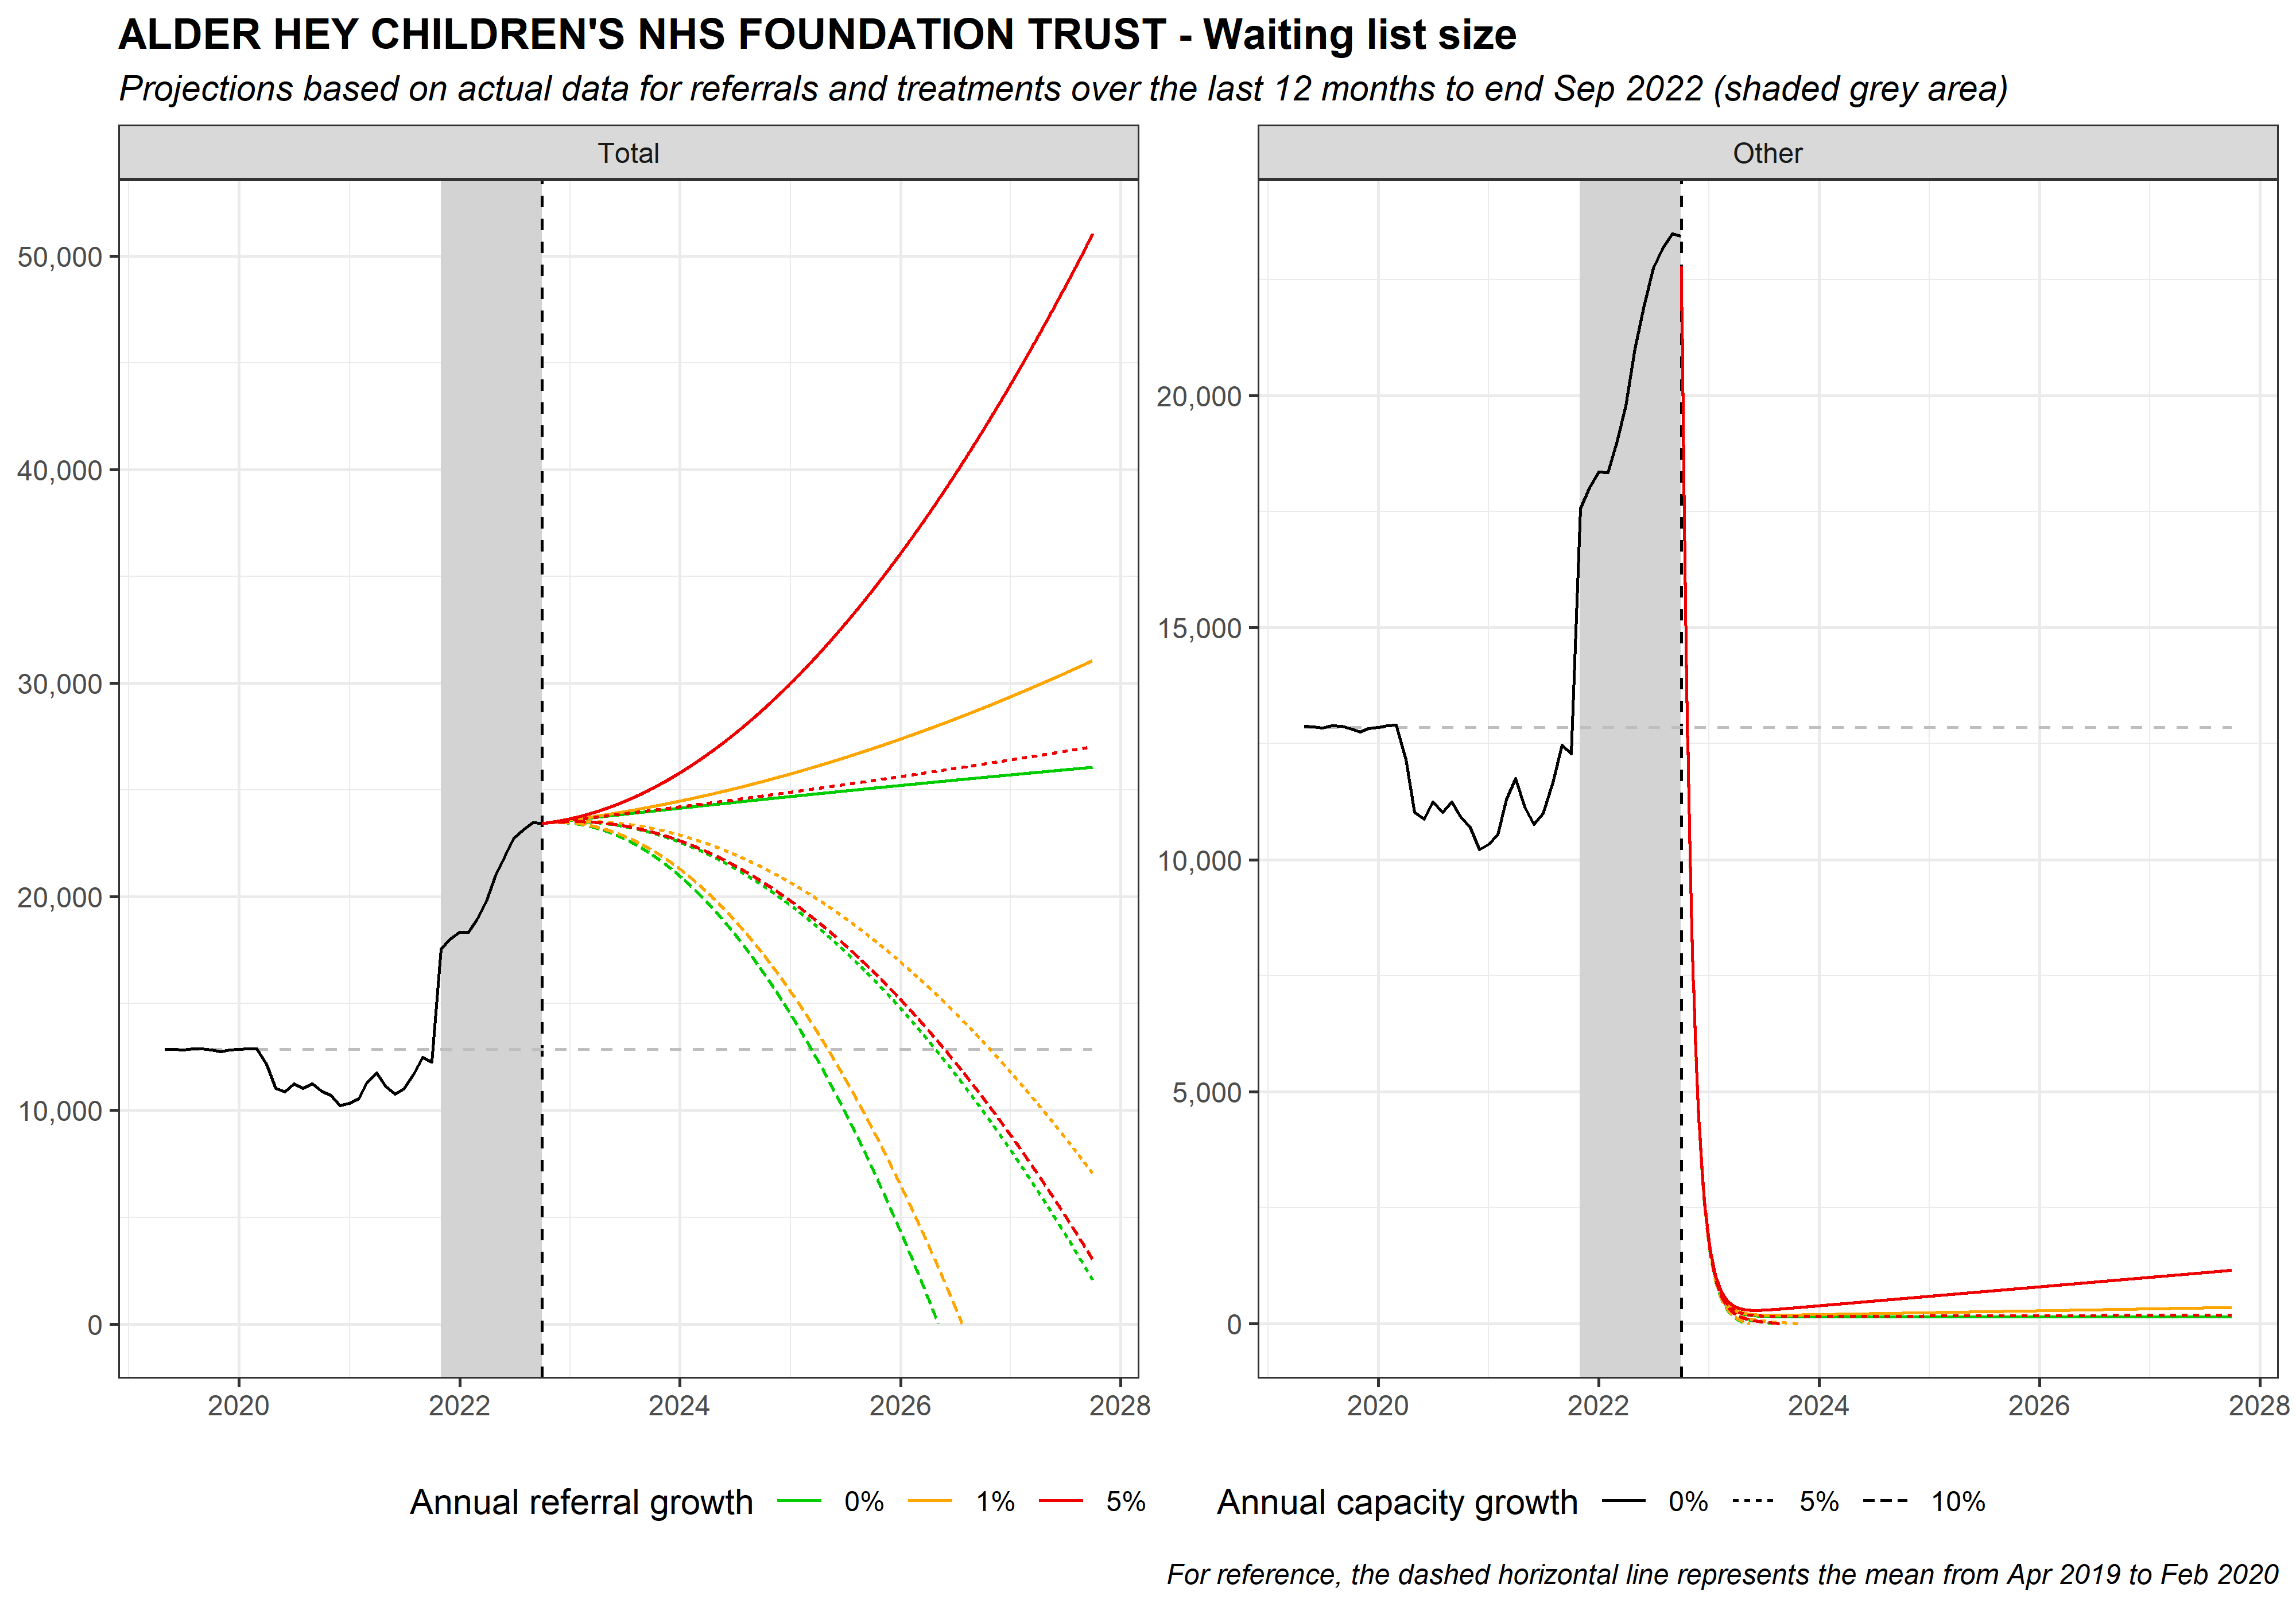 ALDER HEY CHILDREN'S NHS FOUNDATION TRUST - Waiting list size
Projections based on actual data for referrals and treatments over the last 12 months to end Sep 2022 (shaded grey area)
Total
50,000
40,000
30,000
20,000
10,000
0
2020 2022 2024 2026 2028
Other
20,000
15,000
10,000
5,000
0
2020 2022 2024 2026 2028
Annual referral growth 0% 1% 5%
Annual capacity growth 0% 5% 10%
For reference, the dashed horizontal line represents the mean from Apr 2019 to Feb 2020